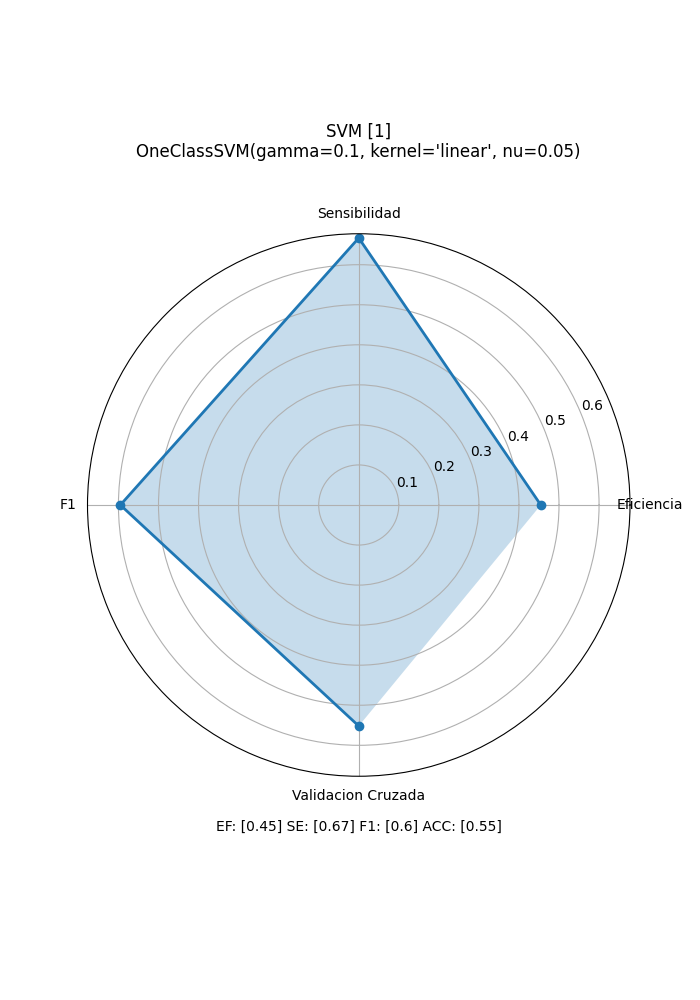 SVM [1]
OneClassSVM(gamma=0.1, kernel='linear', nu=0.05)
Sensibilidad
0.6
0.5
0.4
0.3
0.2
0.1
F1
Eficiencia
Validacion Cruzada
EF: [0.45] SE: [0.67] F1: [0.6] ACC: [0.55]